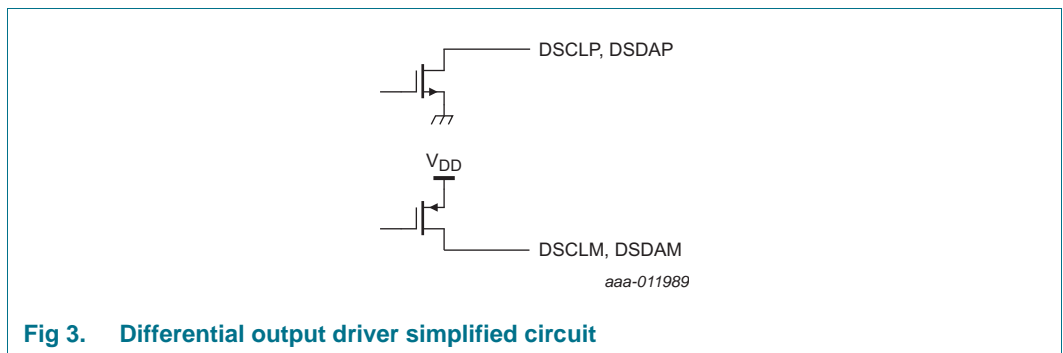 DSCLP, DSDAP
VDD
DSCLM, DSDAM
aaa-011989
Fig 3. Differential output driver simplified circuit